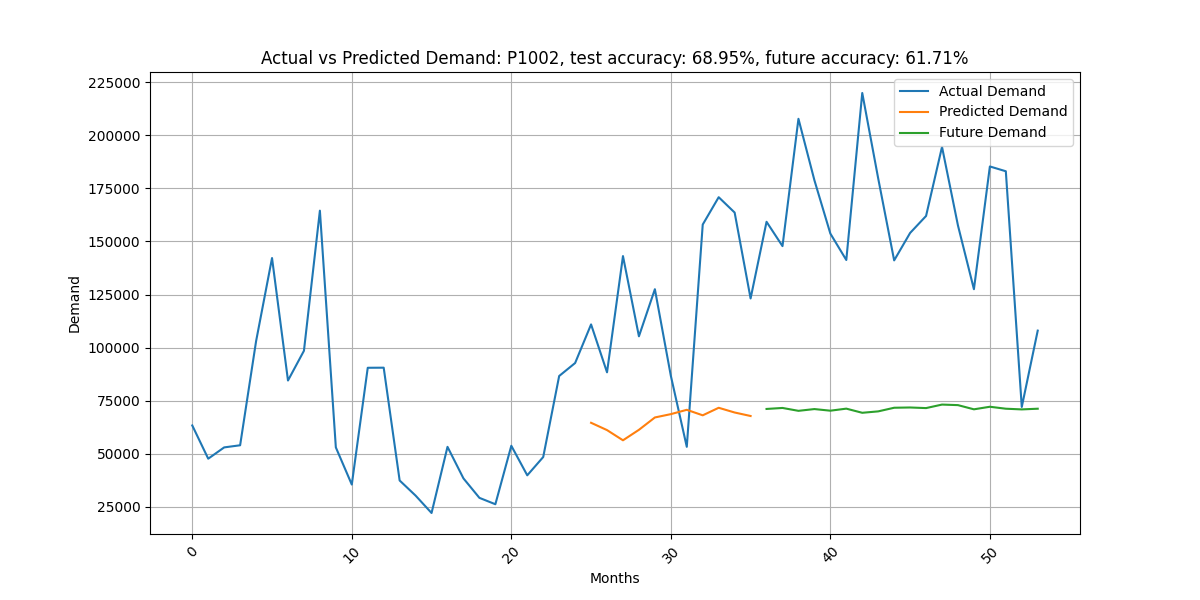 Actual vs Predicted Demand: P1002, test accuracy: 68.95%, future accuracy: 61.71%
225000
200000
175000
150000
125000
100000
75000
50000
25000
Demand
Actual Demand
Predicted Demand
Future Demand
0
10
20
30
40
50
Months